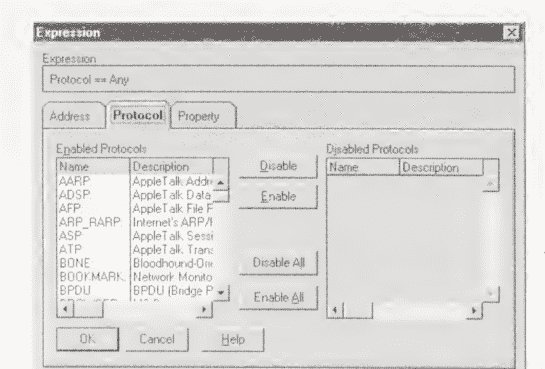 Expression
Expression
Protocol == Any
Address Protocol Property
Enabled Protocols
Name Description
AARP AppleTalk Addre
ADSP AppleTalk Data
AFP AppleTalk File P
ARP_RARP Internet's ARP/R
ASP AppleTalk Sessi
ATP AppleTalk Trans
BONE Bloodhound-One
BOOKMARK Network Monito
BPDU BPDU (Bridge P
Disable
Enable
Disable All
Enable All
Disabled Protocols
Name Description
OK Cancel Help